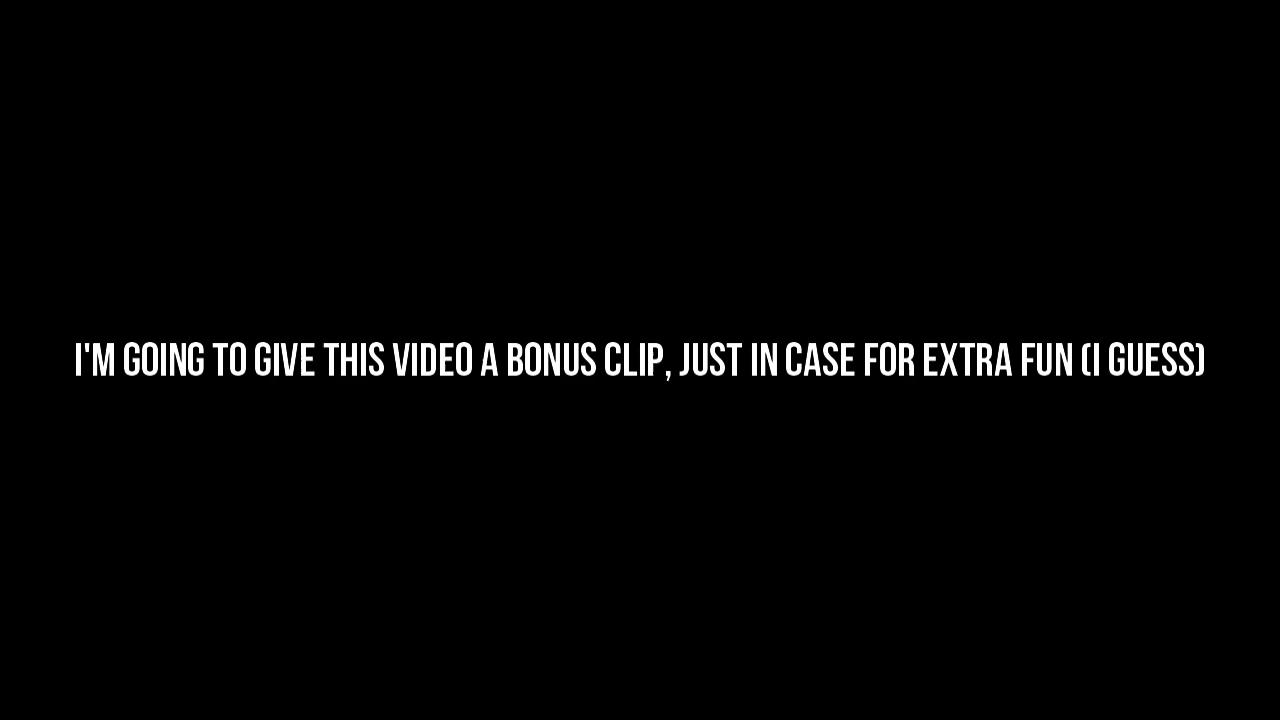 I'M GOING TO GIVE THIS VIDEO A BONUS CLIP, JUST IN CASE FOR EXTRA FUN (I GUESS)